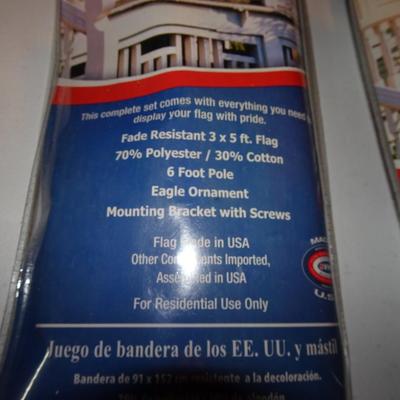 This complete set comes with everything you need to
display your flag with pride.
Fade Resistant 3 x 5 ft. Flag
70% Polyester / 30% Cotton
6 Foot Pole
Eagle Ornament
Mounting Bracket with Screws
Flag Made in USA
Other Components Imported,
Assembled in USA
For Residential Use Only
Juego de bandera de los EE. UU. y mástil
Bandera de 91 x 152 cm resistente a la decoloración.